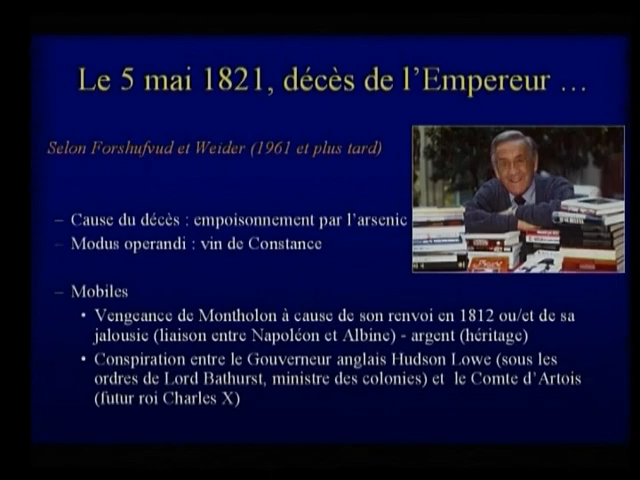 Le 5 mai 1821, décès de l'Empereur …
Selon Forshufvud et Weider (1961 et plus tard)
– Cause du décès : empoisonnement par l'arsenic
– Modus operandi : vin de Constance
– Mobiles
• Vengeance de Montholon à cause de son renvoi en 1812 ou/et de sa
jalousie (liaison entre Napoléon et Albine) - argent (héritage)
• Conspiration entre le Gouverneur anglais Hudson Lowe (sous les
ordres de Lord Bathurst, ministre des colonies) et le Comte d'Artois
(futur roi Charles X)